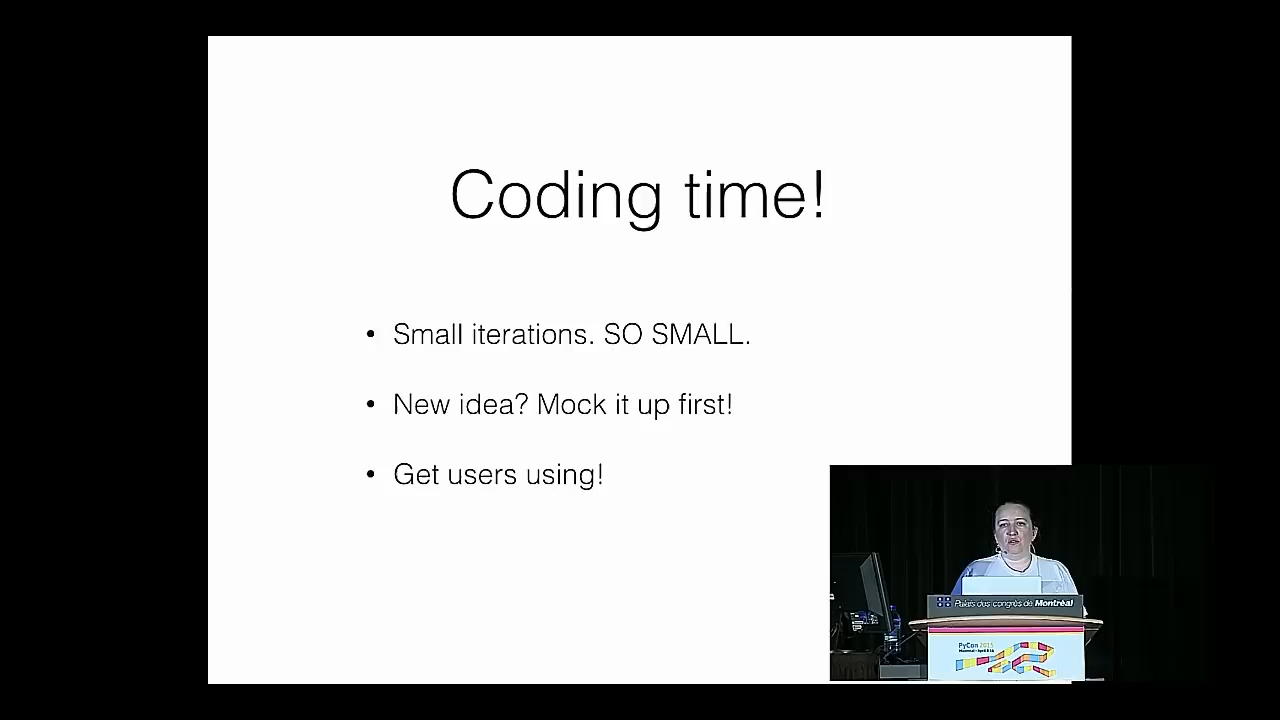 Coding time!
• Small iterations. SO SMALL.
• New idea? Mock it up first!
• Get users using!
Palais des congrès de Montréal
PyCon 2015